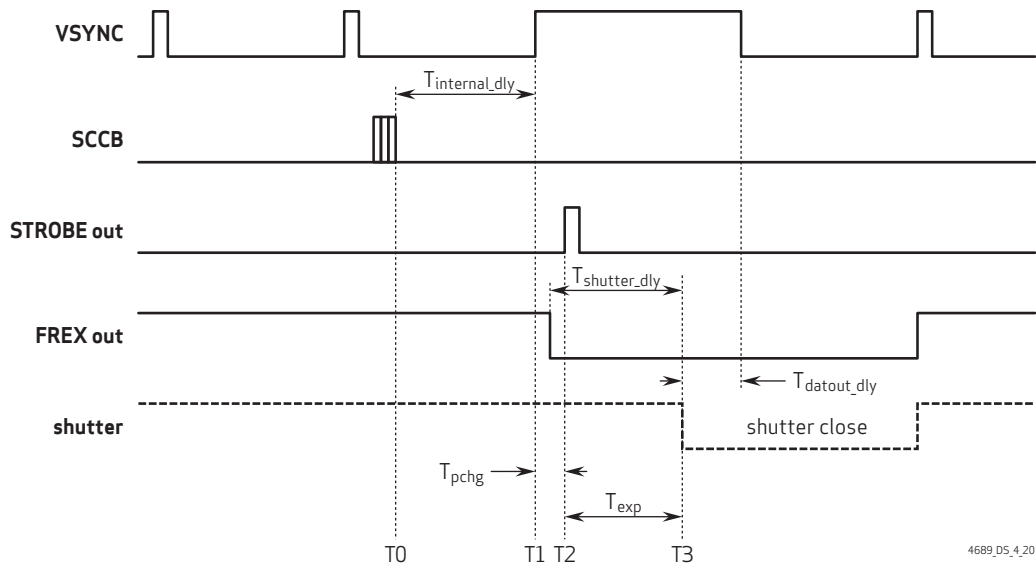 VSYNC
Tinternal_dly
SCCB
STROBE out
Tshutter_dly
FREX out
Tdatout_dly
shutter
shutter close
Tpchg
Texp
T0 T1 T2 T3
4689_DS_4_20